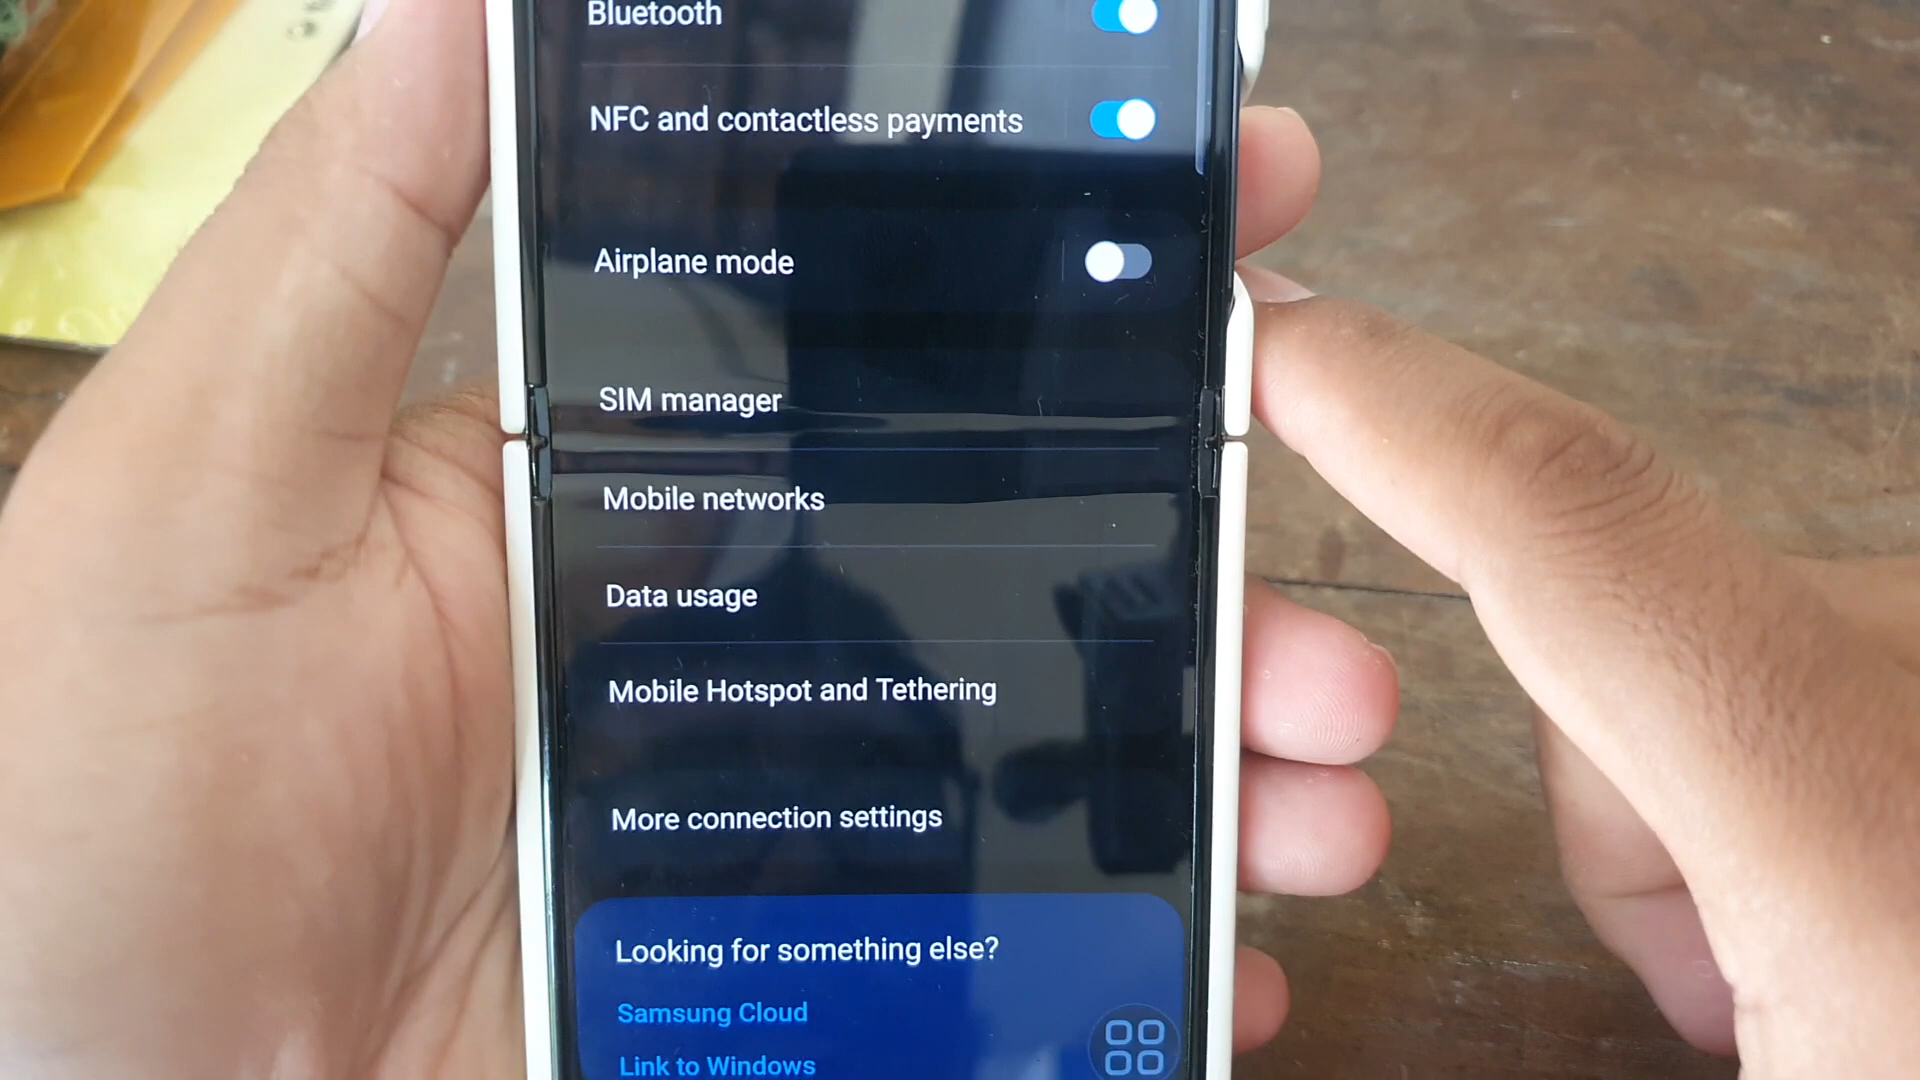 Bluetooth
NFC and contactless payments
Airplane mode
SIM manager
Mobile networks
Data usage
Mobile Hotspot and Tethering
More connection settings
Looking for something else?
Samsung Cloud
Link to Windows